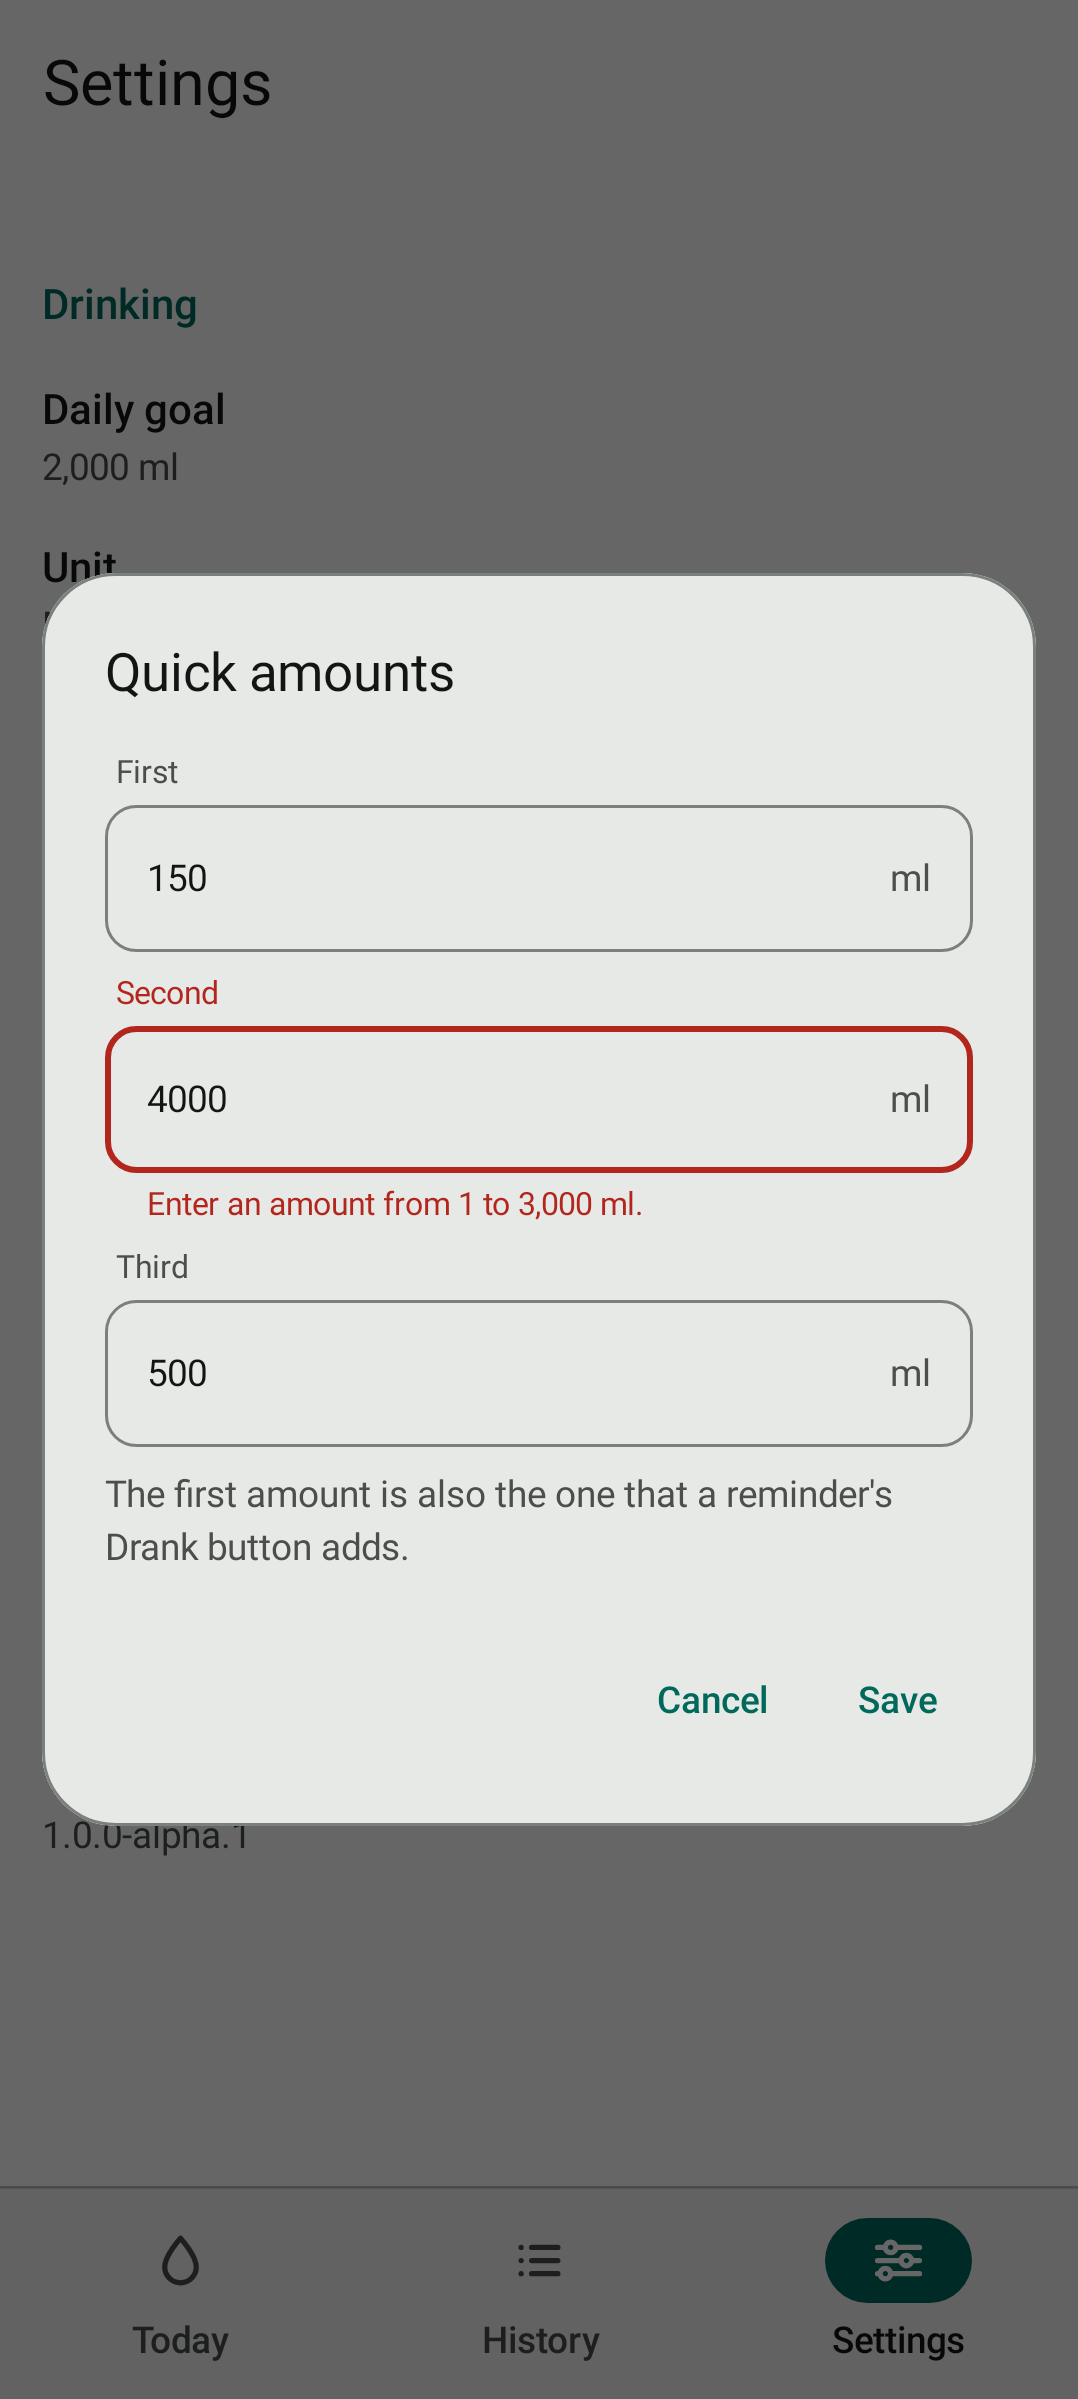 Settings
Drinking
Daily goal
2,000 ml
Unit
Quick amounts
First
150 ml
Second
4000 ml
Enter an amount from 1 to 3,000 ml.
Third
500 ml
The first amount is also the one that a reminder's
Drank button adds.
Cancel Save
1.0.0-alpha.1
Today History Settings